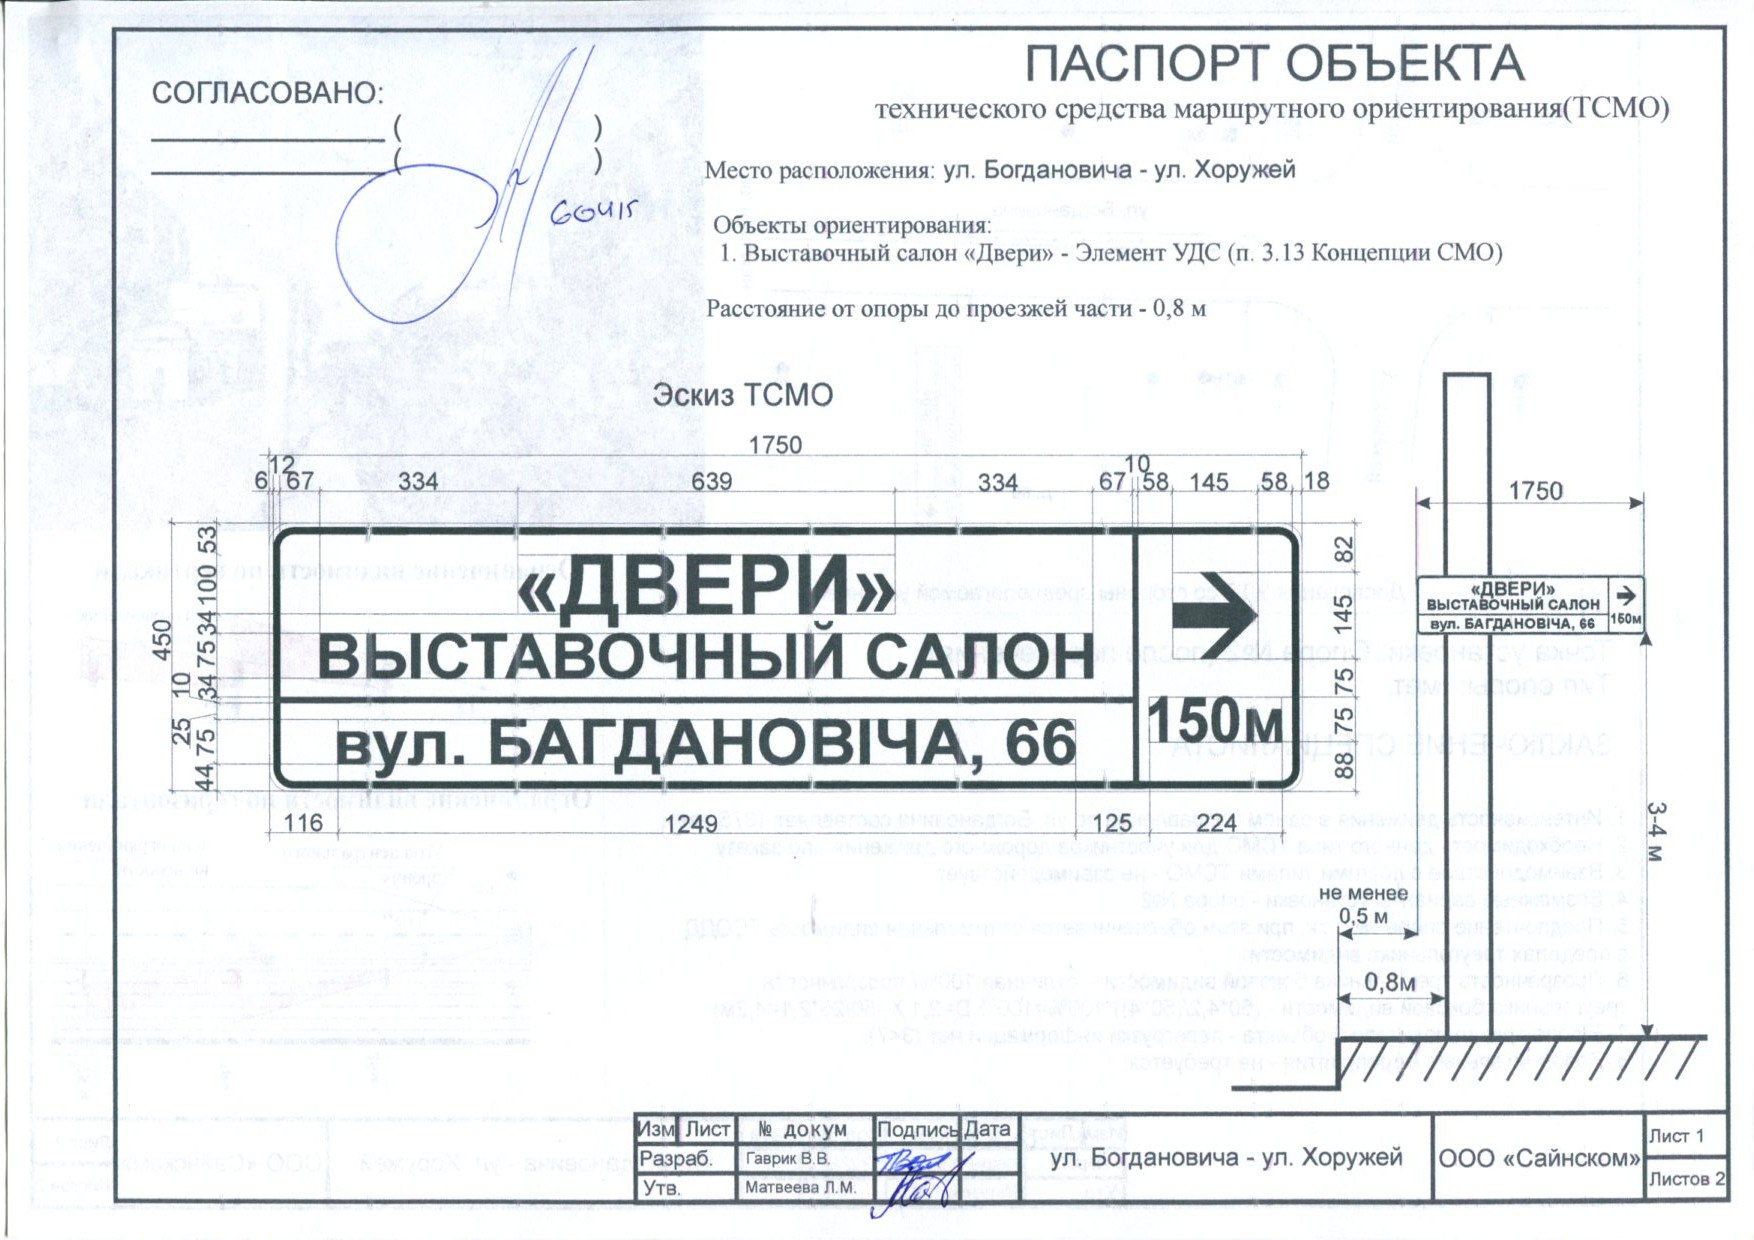 ПАСПОРТ ОБЪЕКТА
технического средства маршрутного ориентирования(ТСМО)
СОГЛАСОВАНО:
( )
( )
Место расположения: ул. Богдановича - ул. Хоружей
Объекты ориентирования:
1. Выставочный салон «Двери» - Элемент УДС (п. 3.13 Концепции СМО)
Расстояние от опоры до проезжей части - 0,8 м
Эскиз ТСМО
1750
12 10
6 67 334 639 334 67 58 145 58 18
450
53 100 34 75 34 10 25 75 44
«ДВЕРИ»
ВЫСТАВОЧНЫЙ САЛОН
вул. БАГДАНОВІЧА, 66
150м
82 145 60 75 75 88
116 1249 125 224
1750
«ДВЕРИ»
ВЫСТАВОЧНЫЙ САЛОН
вул. БАГДАНОВІЧА, 66
150м
3-4 м
не менее
0,5 м
0,8м
Изм Лист № докум Подпись Дата
Разраб. Гаврик В.В.
Утв. Матвеева Л.М.
ул. Богдановича - ул. Хоружей
ООО «Сайнском»
Лист 1
Листов 2